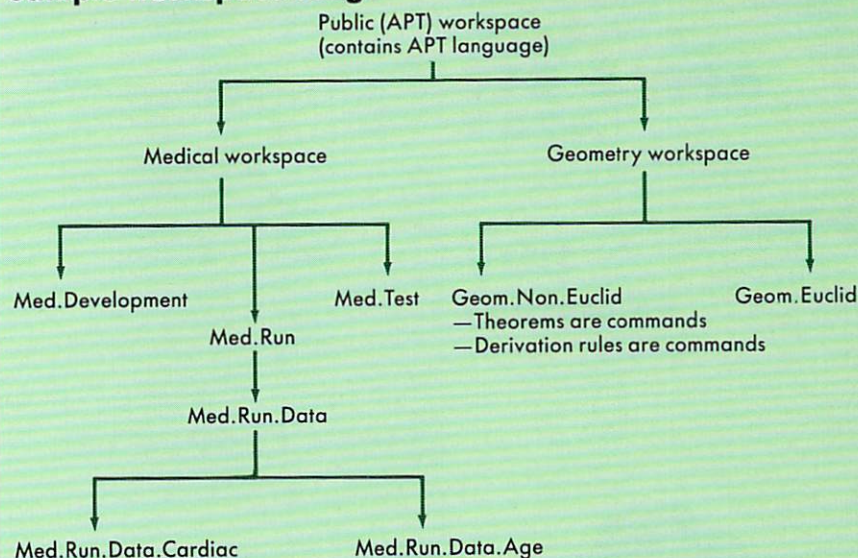 Public (APT) workspace
(contains APT language)
Medical workspace
Geometry workspace
Med.Development
Med.Test
Geom.Non.Euclid
—Theorems are commands
—Derivation rules are commands
Geom.Euclid
Med.Run
Med.Run.Data
Med.Run.Data.Cardiac
Med.Run.Data.Age